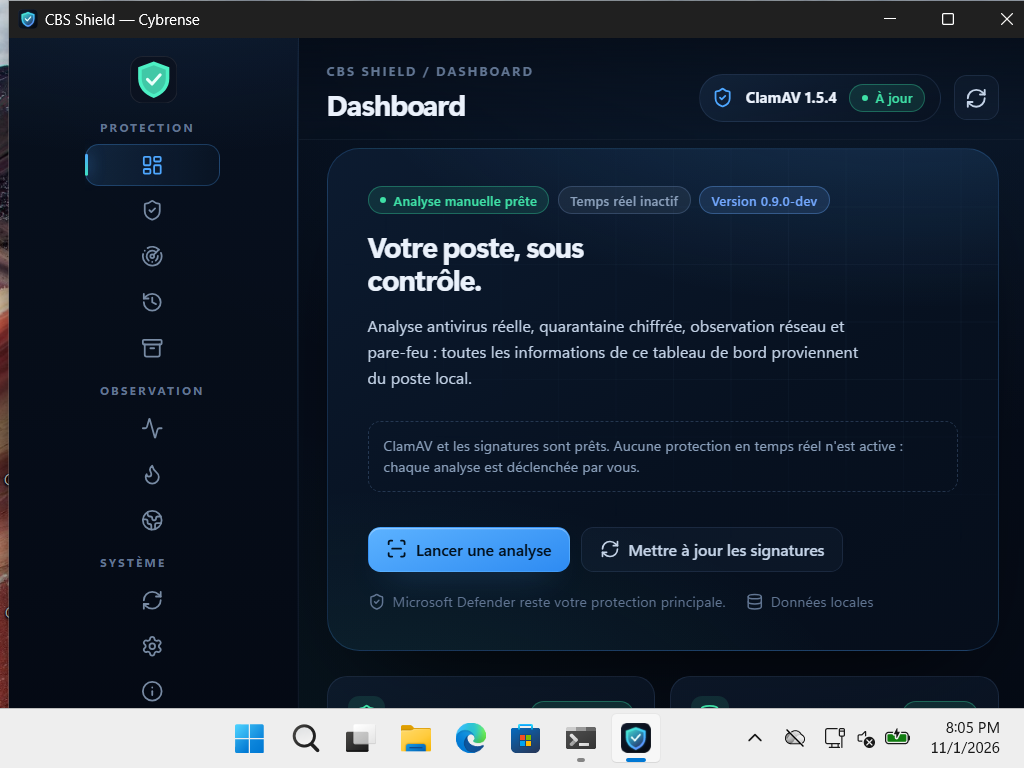 CBS Shield — Cybrense
PROTECTION
OBSERVATION
SYSTÈME
CBS SHIELD / DASHBOARD
Dashboard
ClamAV 1.5.4
À jour
Analyse manuelle prête
Temps réel inactif
Version 0.9.0-dev
Votre poste, sous
contrôle.
Analyse antivirus réelle, quarantaine chiffrée, observation réseau et
pare-feu : toutes les informations de ce tableau de bord proviennent
du poste local.
ClamAV et les signatures sont prêts. Aucune protection en temps réel n'est active :
chaque analyse est déclenchée par vous.
Lancer une analyse
Mettre à jour les signatures
Microsoft Defender reste votre protection principale.
Données locales
8:05 PM
11/1/2026